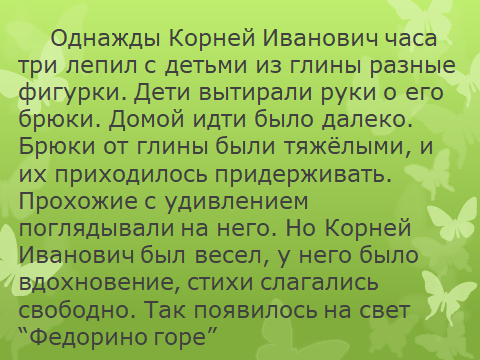 Однажды Корней Иванович часа
три лепил с детьми из глины разные
фигурки. Дети вытирали руки о его
брюки. Домой идти было далеко.
Брюки от глины были тяжёлыми, и
их приходилось придерживать.
Прохожие с удивлением
поглядывали на него. Но Корней
Иванович был весел, у него было
вдохновение, стихи слагались
свободно. Так появилось на свет
“Федорино горе”